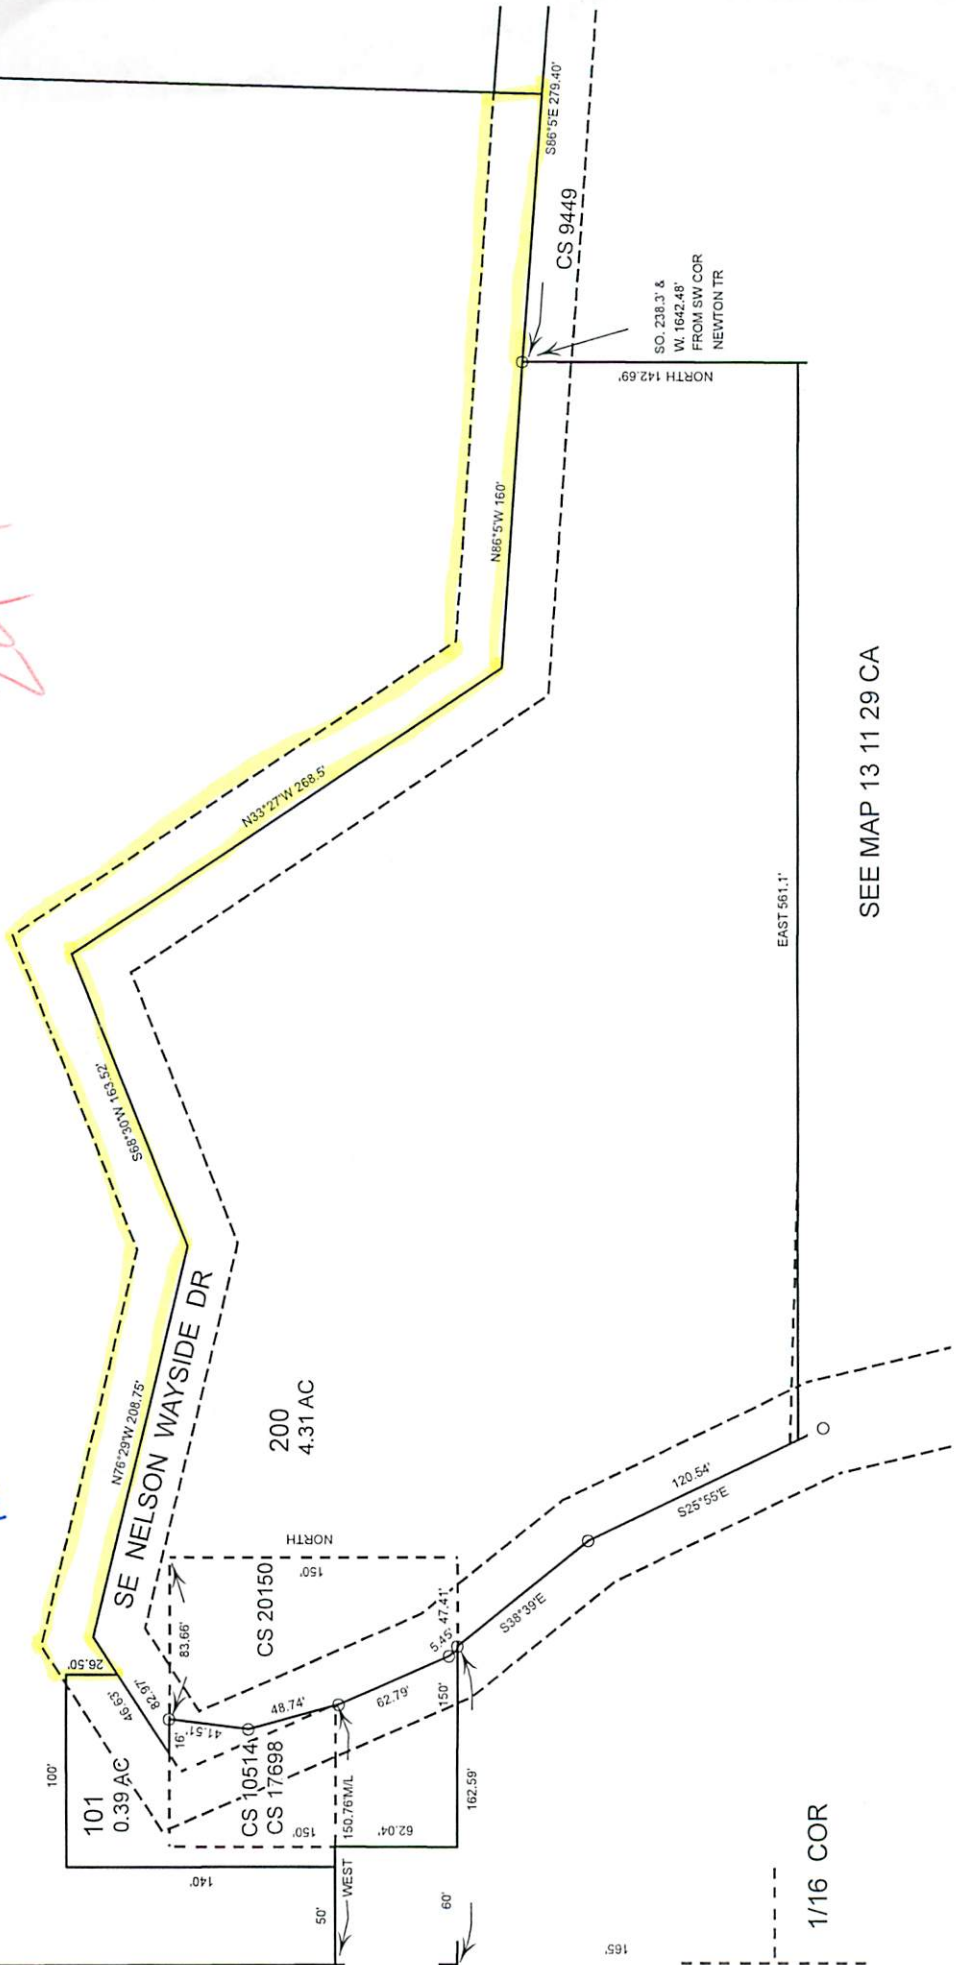 S86°5'E 279.40'
CS 9449
SO. 238.3' &
W. 1642.48'
FROM SW COR
NEWTON TR
NORTH 142.69'
N86°5'W 160'
N33°27'W 268.5'
S68°30'W 163.52'
N76°29'W 208.75'
SE NELSON WAYSIDE DR
200
4.31 AC
EAST 561.1'
SEE MAP 13 11 29 CA
NORTH
150'
CS 20150
83.66'
26.50'
82.97'
46.63'
16'
41.51'
48.74'
62.79'
5.45'
47.41'
150'
S38°39'E
120.54'
S25°55'E
100'
101
0.39 AC
CS 10514
CS 17698
150'
150.76'M/L
62.04'
162.59'
140'
WEST
50'
60'
165'
1/16 COR